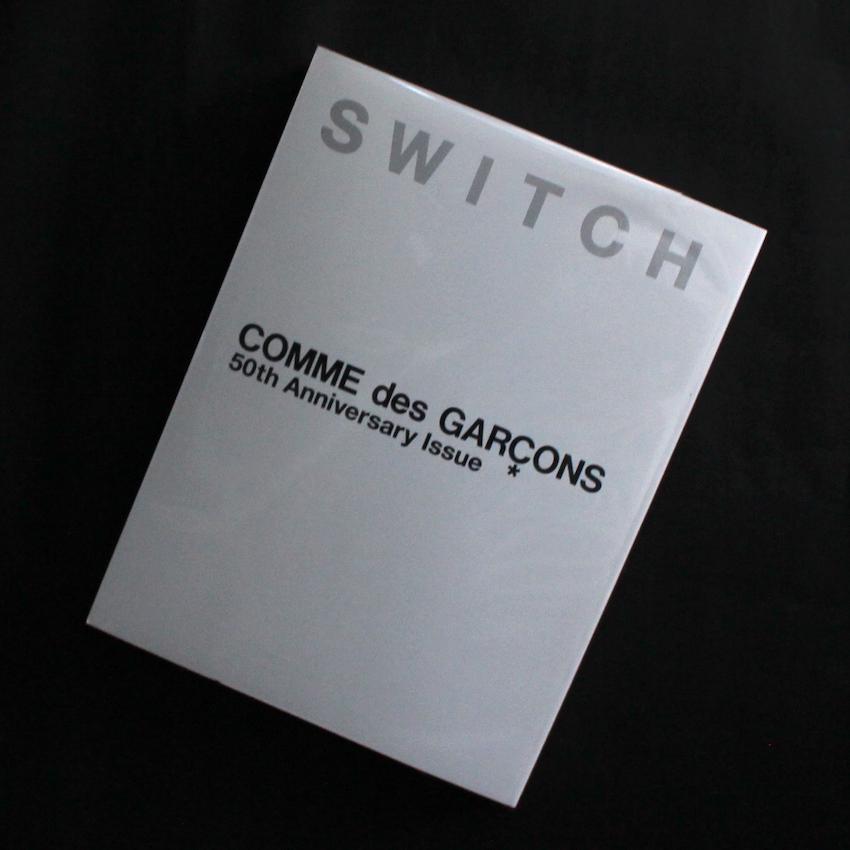 SWITCH
COMME des GARÇONS
50th Anniversary Issue *